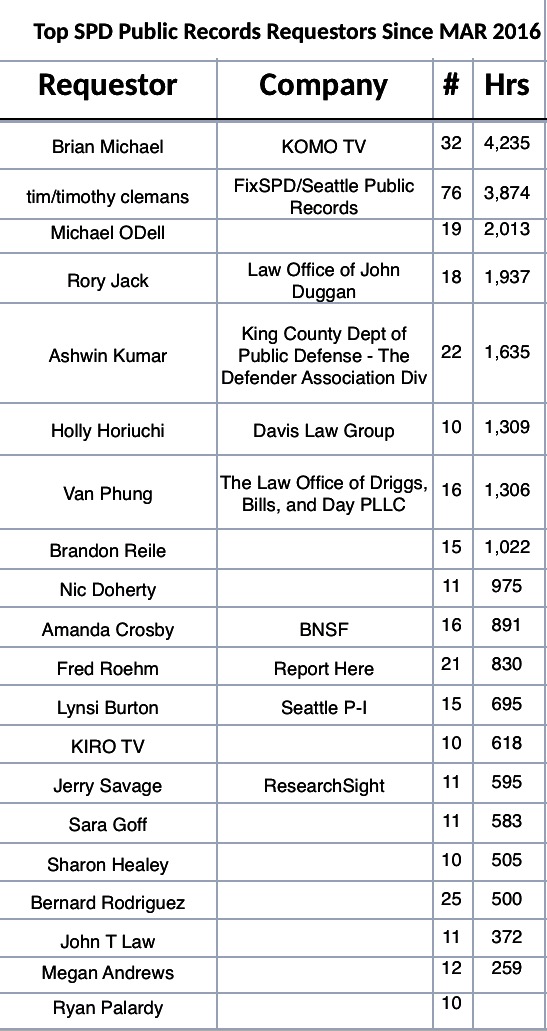 Top SPD Public Records Requestors Since MAR 2016
Requestor Company # Hrs
Brian Michael KOMO TV 32 4,235
tim/timothy clemans FixSPD/Seattle Public Records 76 3,874
Michael ODell 19 2,013
Rory Jack Law Office of John Duggan 18 1,937
Ashwin Kumar King County Dept of Public Defense - The Defender Association Div 22 1,635
Holly Horiuchi Davis Law Group 10 1,309
Van Phung The Law Office of Driggs, Bills, and Day PLLC 16 1,306
Brandon Reile 15 1,022
Nic Doherty 11 975
Amanda Crosby BNSF 16 891
Fred Roehm Report Here 21 830
Lynsi Burton Seattle P-I 15 695
KIRO TV 10 618
Jerry Savage ResearchSight 11 595
Sara Goff 11 583
Sharon Healey 10 505
Bernard Rodriguez 25 500
John T Law 11 372
Megan Andrews 12 259
Ryan Palardy 10